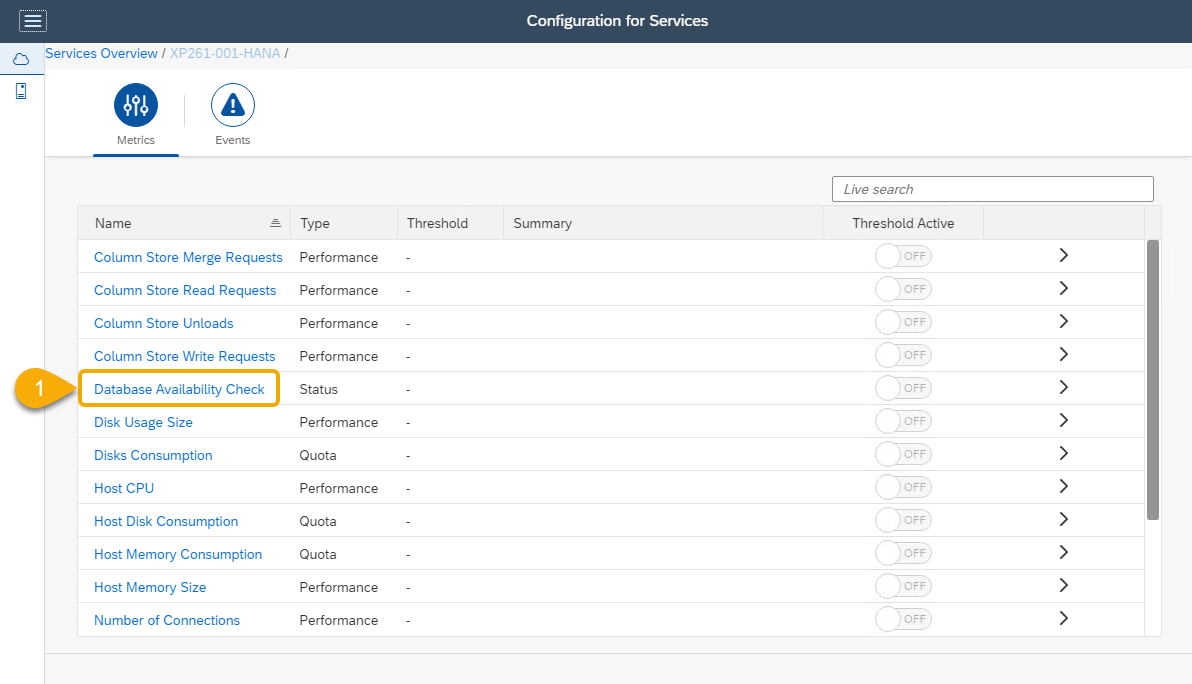 Configuration for Services
Services Overview / XP261-001-HANA /
Metrics
Events
Live search
Name Type Threshold Summary Threshold Active
Column Store Merge Requests Performance - OFF
Column Store Read Requests Performance - OFF
Column Store Unloads Performance - OFF
Column Store Write Requests Performance - OFF
1 Database Availability Check Status - OFF
Disk Usage Size Performance - OFF
Disks Consumption Quota - OFF
Host CPU Performance - OFF
Host Disk Consumption Quota - OFF
Host Memory Consumption Quota - OFF
Host Memory Size Performance - OFF
Number of Connections Performance - OFF